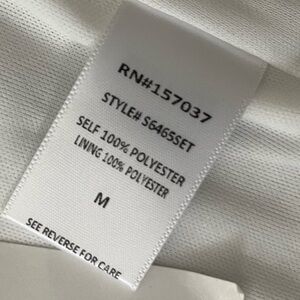 RN#157037
STYLE# S6465SET
SELF 100% POLYESTER
LINING 100% POLYESTER
M
SEE REVERSE FOR CARE